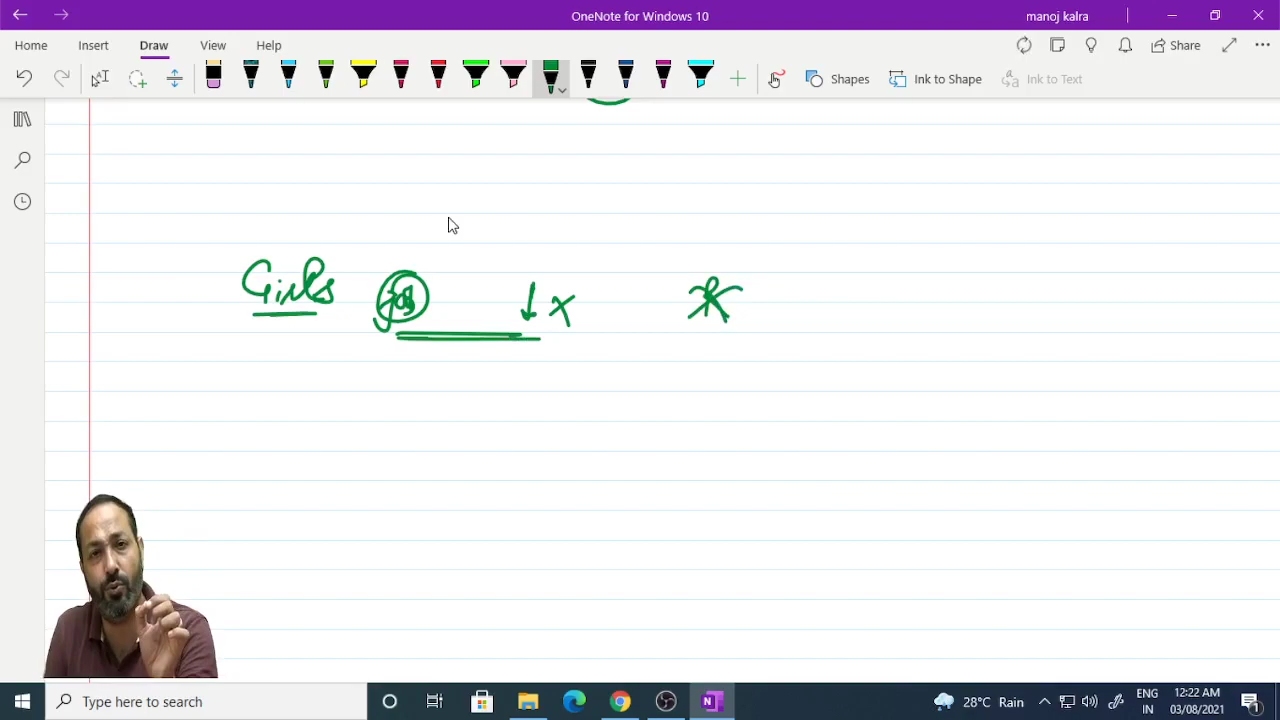 OneNote for Windows 10
manoj kalra
Home Insert Draw View Help
Share
Shapes
Ink to Shape
Ink to Text
Girls
x
Type here to search
28°C Rain
ENG
IN
12:22 AM
03/08/2021
1